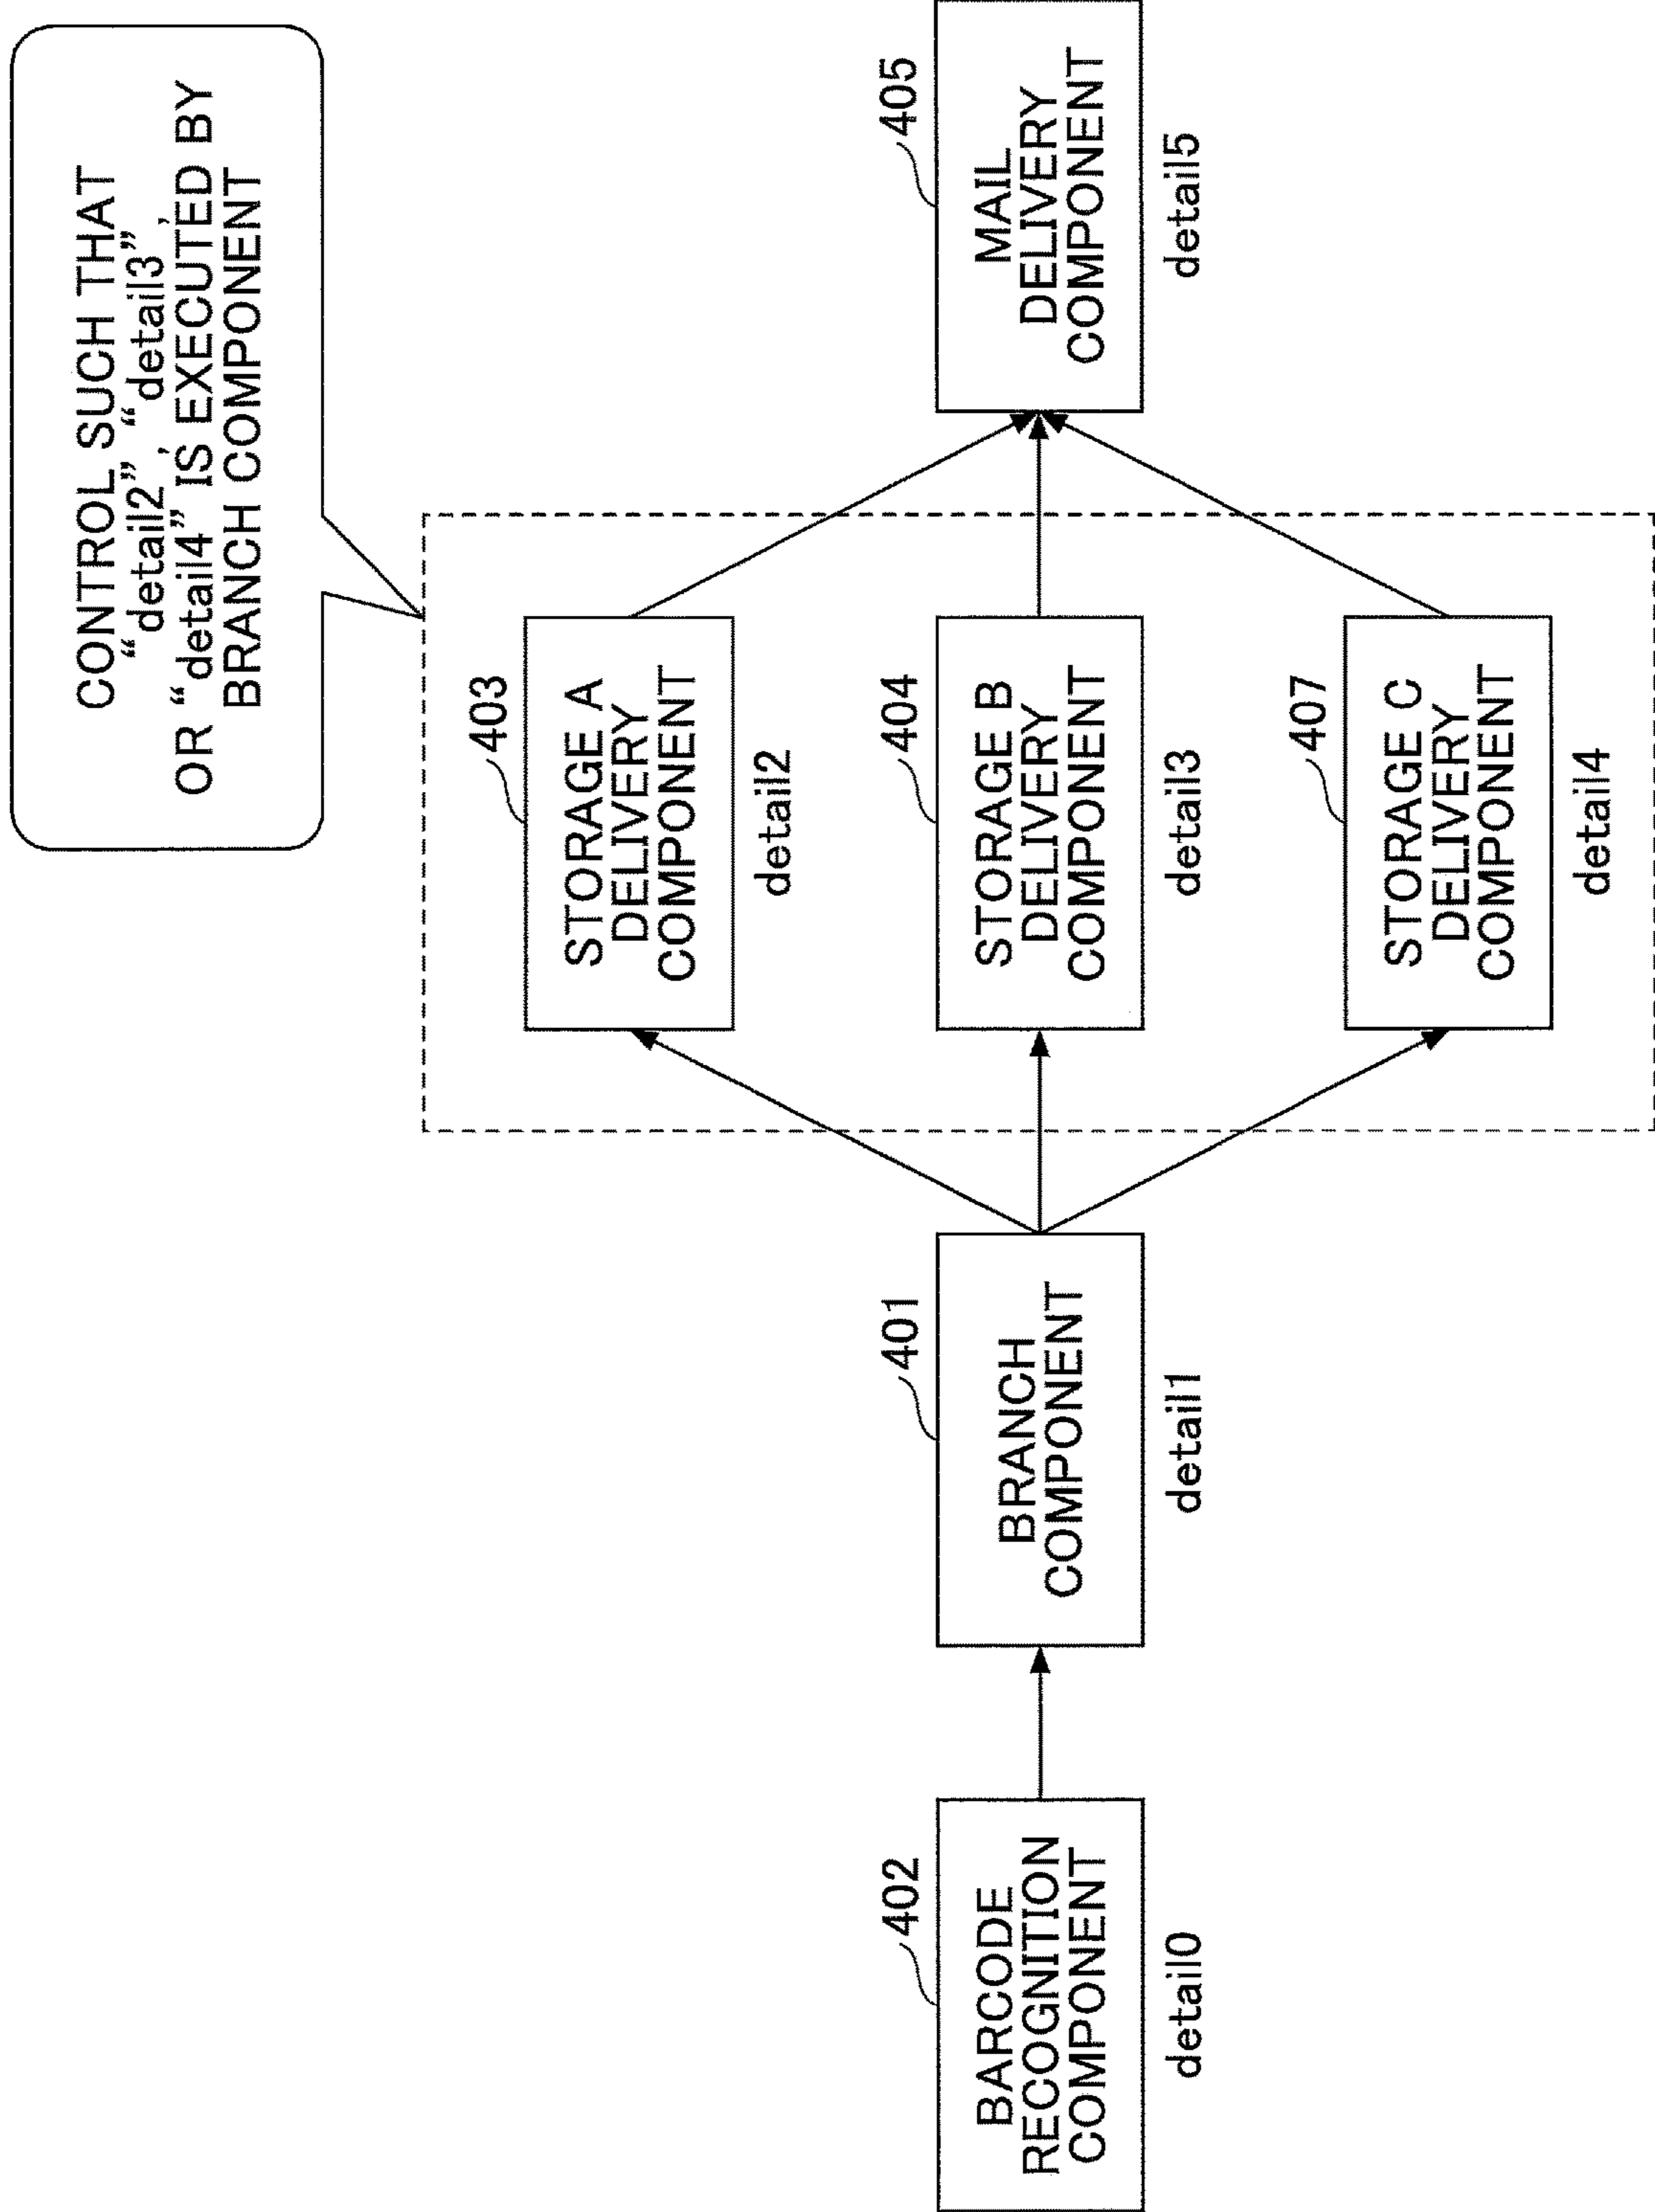 CONTROL SUCH THAT
“detail2”, “detail3”,
OR “detail4” IS EXECUTED BY
BRANCH COMPONENT
402
BARCODE
RECOGNITION
COMPONENT
detail0
401
BRANCH
COMPONENT
detail1
403
STORAGE A
DELIVERY
COMPONENT
detail2
404
STORAGE B
DELIVERY
COMPONENT
detail3
407
STORAGE C
DELIVERY
COMPONENT
detail4
405
MAIL
DELIVERY
COMPONENT
detail5